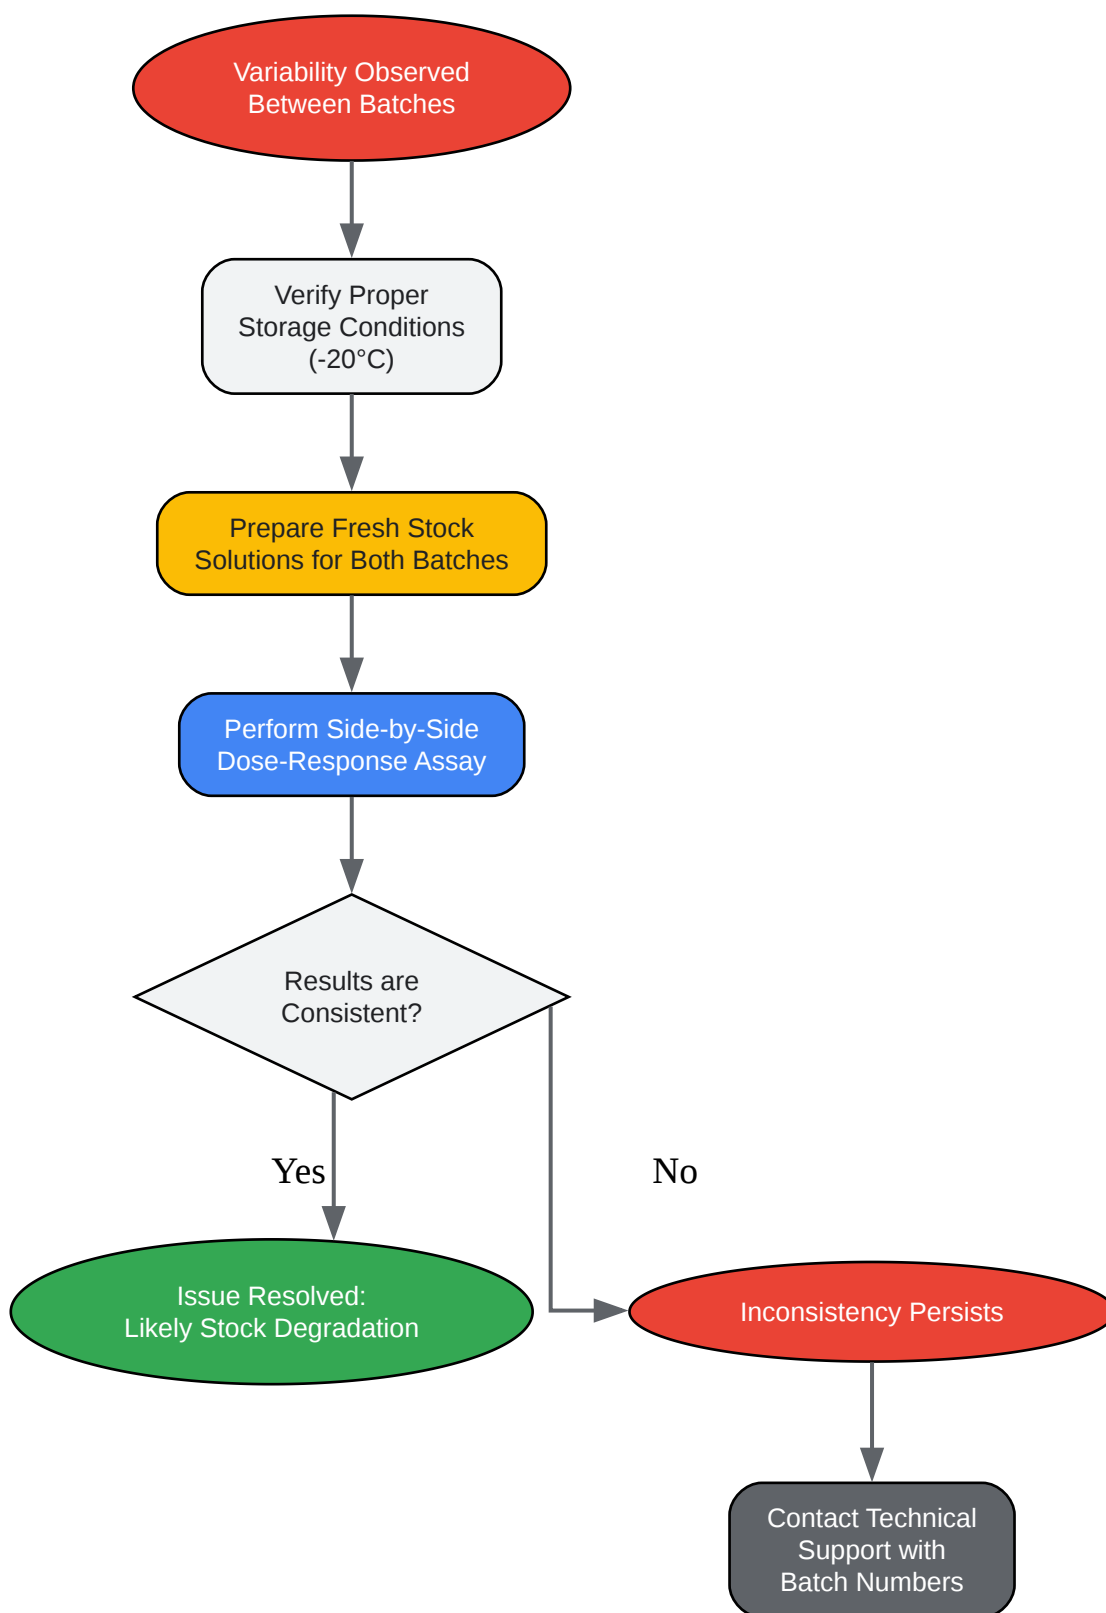 Variability Observed
Between Batches
Verify Proper
Storage Conditions
(-20°C)
Prepare Fresh Stock
Solutions for Both Batches
Perform Side-by-Side
Dose-Response Assay
Results are
Consistent?
Yes
No
Issue Resolved:
Likely Stock Degradation
Inconsistency Persists
Contact Technical
Support with
Batch Numbers